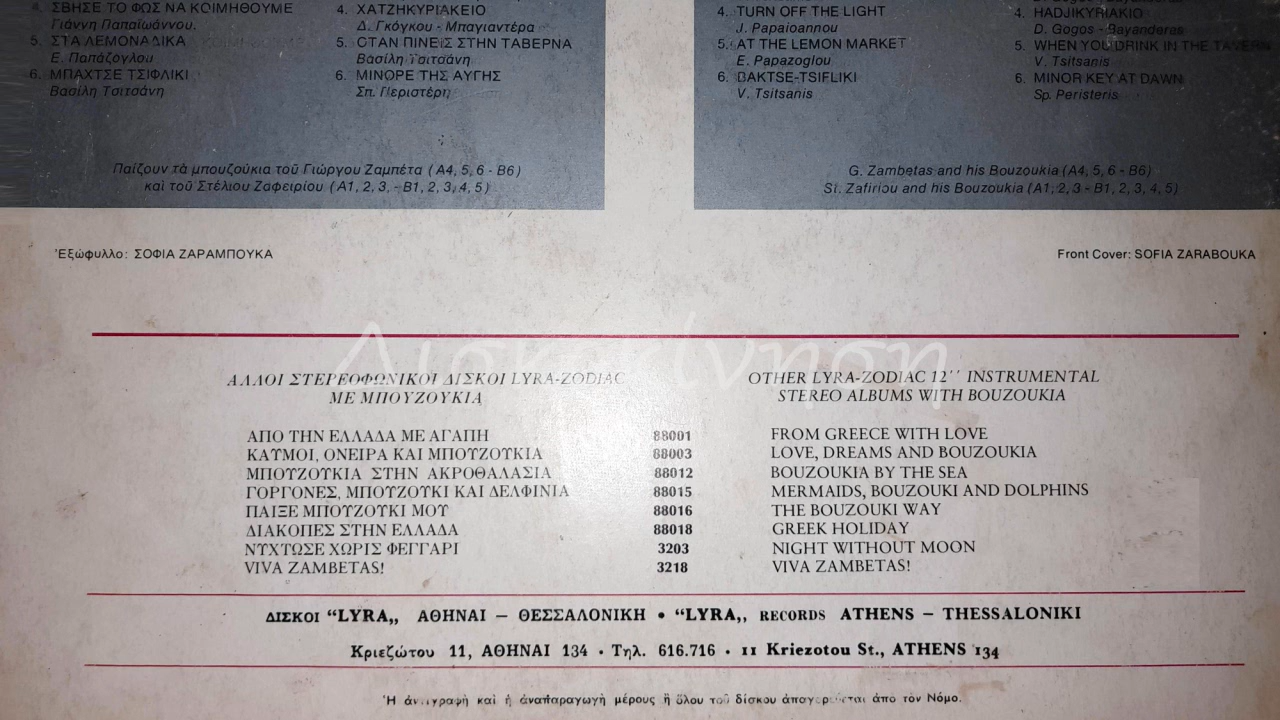 4. ΣΒΗΣΕ ΤΟ ΦΩΣ ΝΑ ΚΟΙΜΗΘΟΥΜΕ
Γιάννη Παπαϊωάννου.
5. ΣΤΑ ΛΕΜΟΝΑΔΙΚΑ
Ε. Παπάζογλου
6. ΜΠΑΧΤΣΕ ΤΣΙΦΛΙΚΙ
Βασίλη Τσιτσάνη
4. ΧΑΤΖΗΚΥΡΙΑΚΕΙΟ
Δ. Γκόγκου - Μπαγιαντέρα
5. ΟΤΑΝ ΠΙΝΕΙΣ ΣΤΗΝ ΤΑΒΕΡΝΑ
Βασίλη Τσιτσάνη
6. ΜΙΝΟΡΕ ΤΗΣ ΑΥΓΗΣ
Σπ. Περιστέρη
Παίζουν τὰ μπουζούκια τοῦ Γιώργου Ζαμπέτα (Α4, 5, 6 - Β6)
καὶ τοῦ Στέλιου Ζαφειρίου (Α1, 2, 3, - Β1, 2, 3, 4, 5)
4. TURN OFF THE LIGHT
J. Papaioannou
5. AT THE LEMON MARKET
E. Papazoglou
6. BAKTSE-TSIFLIKI
V. Tsitsanis
4. HADJIKYRIAKIO
D. Gogos - Bayanderas
5. WHEN YOU DRINK IN THE TAVERN
V. Tsitsanis
6. MINOR KEY AT DAWN
Sp. Peristeris
G. Zambetas and his Bouzoukia (A4, 5, 6 - B6)
St. Zafiriou and his Bouzoukia (A1, 2, 3 - B1, 2, 3, 4, 5)
Ἐξώφυλλο: ΣΟΦΙΑ ΖΑΡΑΜΠΟΥΚΑ
Front Cover: SOFIA ZARABOUKA
Δισκοκίνηση
ΑΛΛΟΙ ΣΤΕΡΕΟΦΩΝΙΚΟΙ ΔΙΣΚΟΙ LYRA-ZODIAC
ΜΕ ΜΠΟΥΖΟΥΚΙΑ
OTHER LYRA-ZODIAC 12'' INSTRUMENTAL
STEREO ALBUMS WITH BOUZOUKIA
ΑΠΟ ΤΗΝ ΕΛΛΑΔΑ ΜΕ ΑΓΑΠΗ 88001 FROM GREECE WITH LOVE
ΚΑΥΜΟΙ, ΟΝΕΙΡΑ ΚΑΙ ΜΠΟΥΖΟΥΚΙΑ 88003 LOVE, DREAMS AND BOUZOUKIA
ΜΠΟΥΖΟΥΚΙΑ ΣΤΗΝ ΑΚΡΟΘΑΛΑΣΙΑ 88012 BOUZOUKIA BY THE SEA
ΓΟΡΓΟΝΕΣ, ΜΠΟΥΖΟΥΚΙ ΚΑΙ ΔΕΛΦΙΝΙΑ 88015 MERMAIDS, BOUZOUKI AND DOLPHINS
ΠΑΙΞΕ ΜΠΟΥΖΟΥΚΙ ΜΟΥ 88016 THE BOUZOUKI WAY
ΔΙΑΚΟΠΕΣ ΣΤΗΝ ΕΛΛΑΔΑ 88018 GREEK HOLIDAY
ΝΥΧΤΩΣΕ ΧΩΡΙΣ ΦΕΓΓΑΡΙ 3203 NIGHT WITHOUT MOON
VIVA ZAMBETAS! 3218 VIVA ZAMBETAS!
ΔΙΣΚΟΙ “LYRA„ ΑΘΗΝΑΙ – ΘΕΣΣΑΛΟΝΙΚΗ • “LYRA„ RECORDS ATHENS – THESSALONIKI
Κριεζώτου 11, ΑΘΗΝΑΙ 134 • Τηλ. 616.716 • 11 Kriezotou St., ATHENS 134
Ἡ ἀντιγραφὴ καὶ ἡ ἀναπαραγωγὴ μέρους ἢ ὅλου τοῦ δίσκου ἀπαγορεύεται ἀπο τὸν Νόμο.